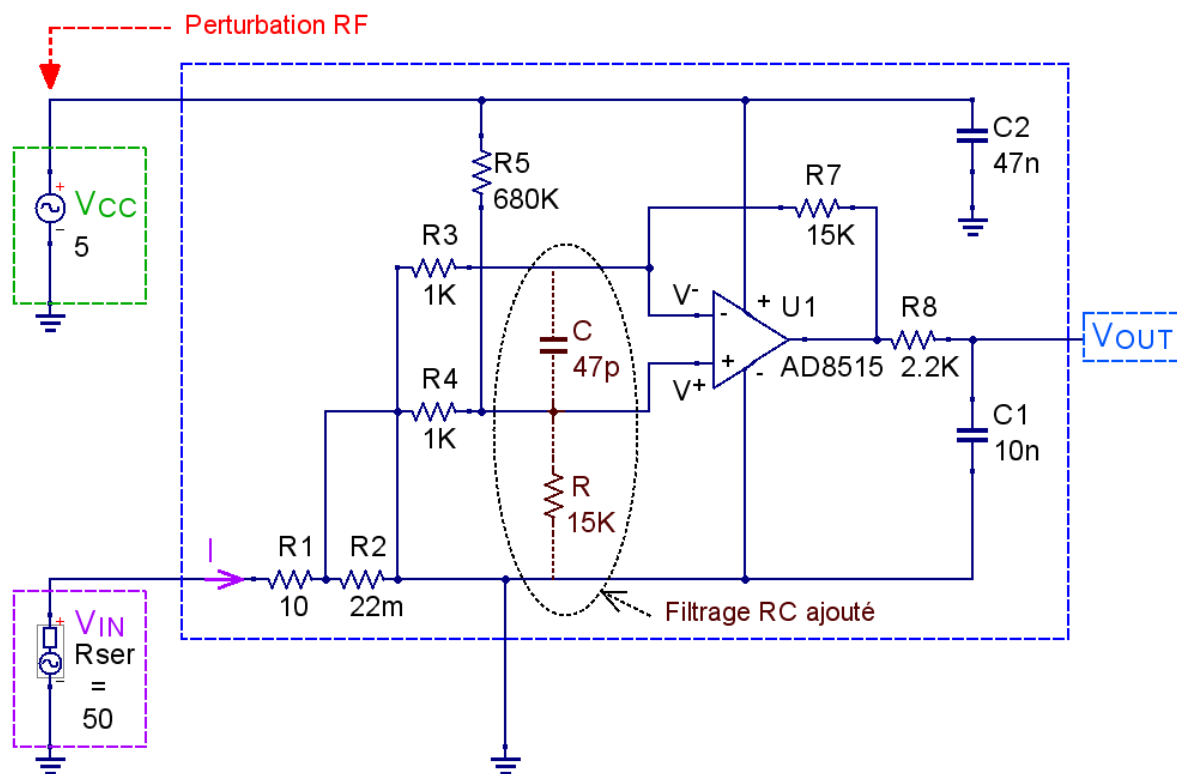 Perturbation RF
VCC
5
R5
680K
C2
47n
R7
15K
R3
1K
V-
+
-
U1
C
47p
R8
2.2K
VOUT
+
-
AD8515
V+
R4
1K
C1
10n
R
15K
I
R1
10
R2
22m
Filtrage RC ajouté
VIN
Rser
=
50